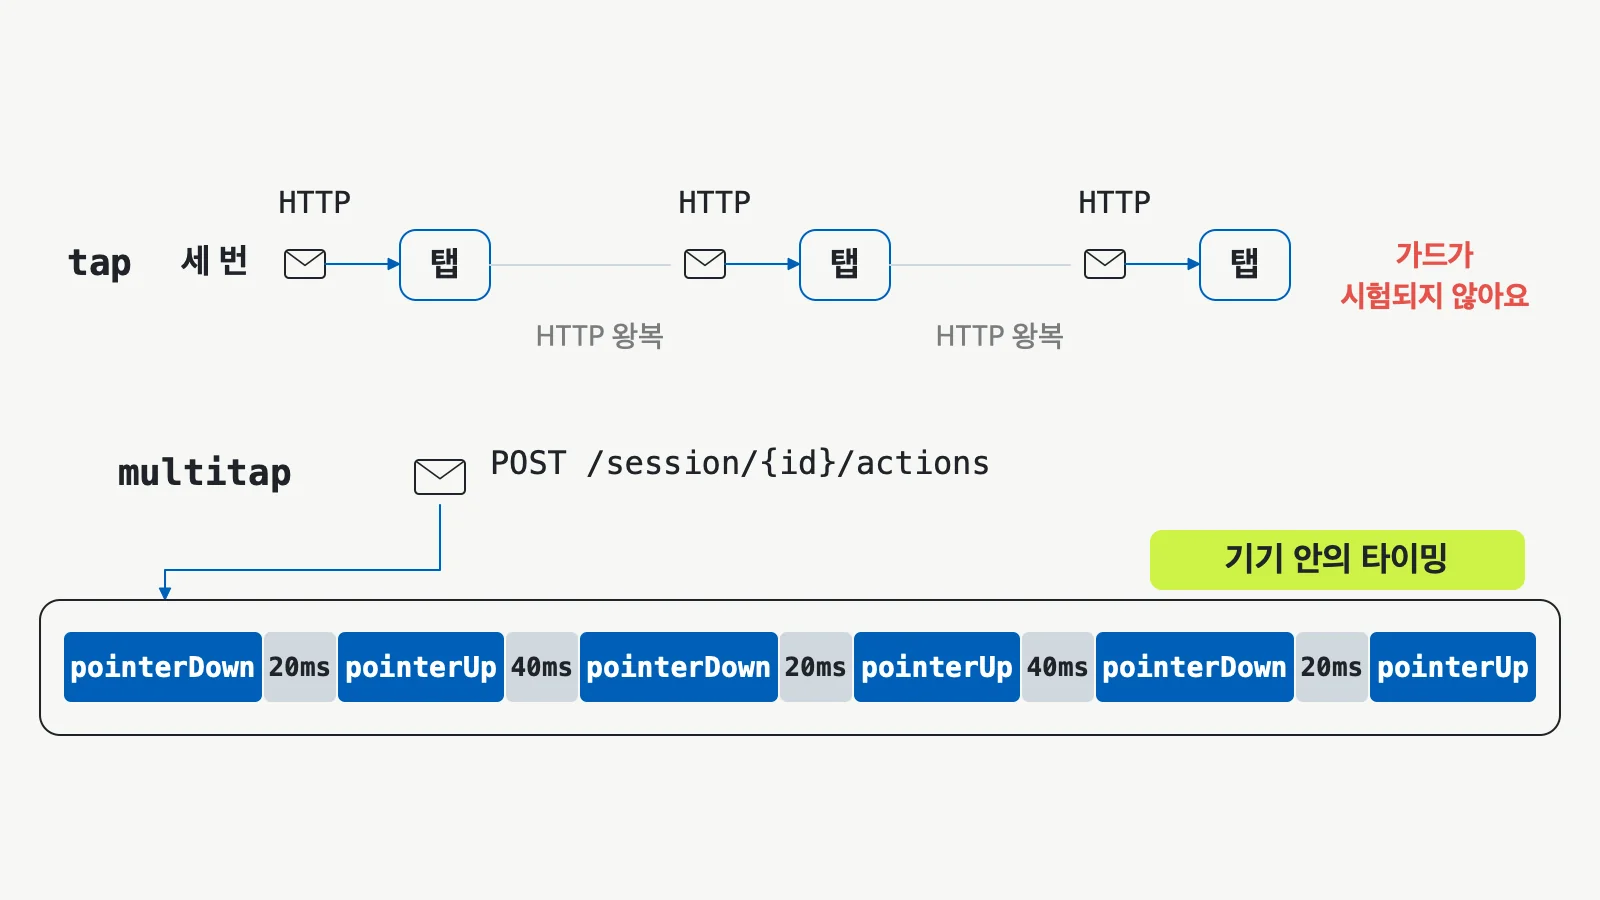 HTTP HTTP HTTP
tap 세 번 탭 탭 탭 가드가
시험되지 않아요
HTTP 왕복 HTTP 왕복
multitap POST /session/{id}/actions
기기 안의 타이밍
pointerDown 20ms pointerUp 40ms pointerDown 20ms pointerUp 40ms pointerDown 20ms pointerUp